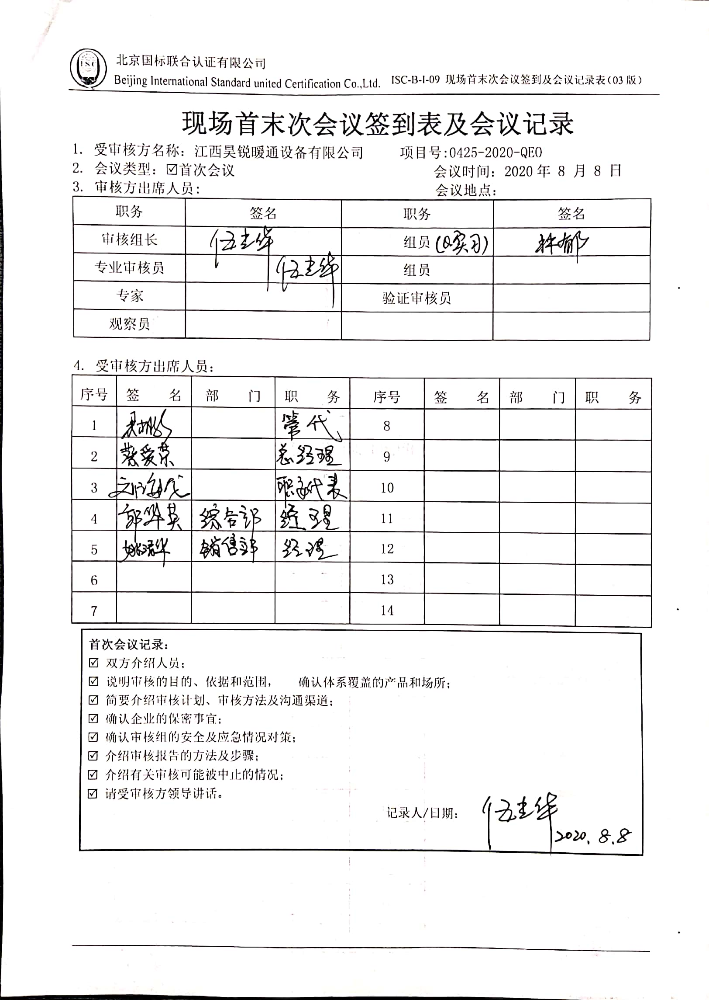 ISC
北京国标联合认证有限公司
Beijing International Standard united Certification Co.,Ltd. ISC-B-I-09 现场首末次会议签到及会议记录表(03版)
现场首末次会议签到表及会议记录
1. 受审核方名称：江西昊锐暖通设备有限公司 项目号:0425-2020-QEO
2. 会议类型：☑首次会议 会议时间：2020年 8 月 8 日
3. 审核方出席人员： 会议地点：
职务 签名 职务 签名
审核组长 伍志华 组员(Q实习) 林郁
专业审核员 伍志华 组员
专家 验证审核员
观察员
4. 受审核方出席人员：
序号 签 名 部 门 职 务 序号 签 名 部 门 职 务
1 管代 8
2 蔡爱荣 总经理 9
3 职工代表 10
4 郭华英 综合部 经理 11
5 销售部 经理 12
6 13
7 14
首次会议记录：
☑ 双方介绍人员；
☑ 说明审核的目的、依据和范围， 确认体系覆盖的产品和场所；
☑ 简要介绍审核计划、审核方法及沟通渠道；
☑ 确认企业的保密事宜；
☑ 确认审核组的安全及应急情况对策；
☑ 介绍审核报告的方法及步骤；
☑ 介绍有关审核可能被中止的情况；
☑ 请受审核方领导讲话。
记录人/日期： 伍志华
2020.8.8